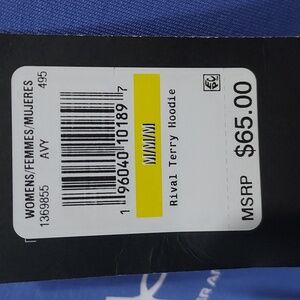 WOMENS/FEMMES/MUJERES
1369855 AVY 495
1 96040 10189 7
M/M/M
Rival Terry Hoodie
MSRP $65.00